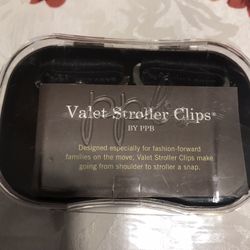 ppb
Valet Stroller Clips®
BY PPB
Designed especially for fashion-forward
families on the move, Valet Stroller Clips make
going from shoulder to stroller a snap.